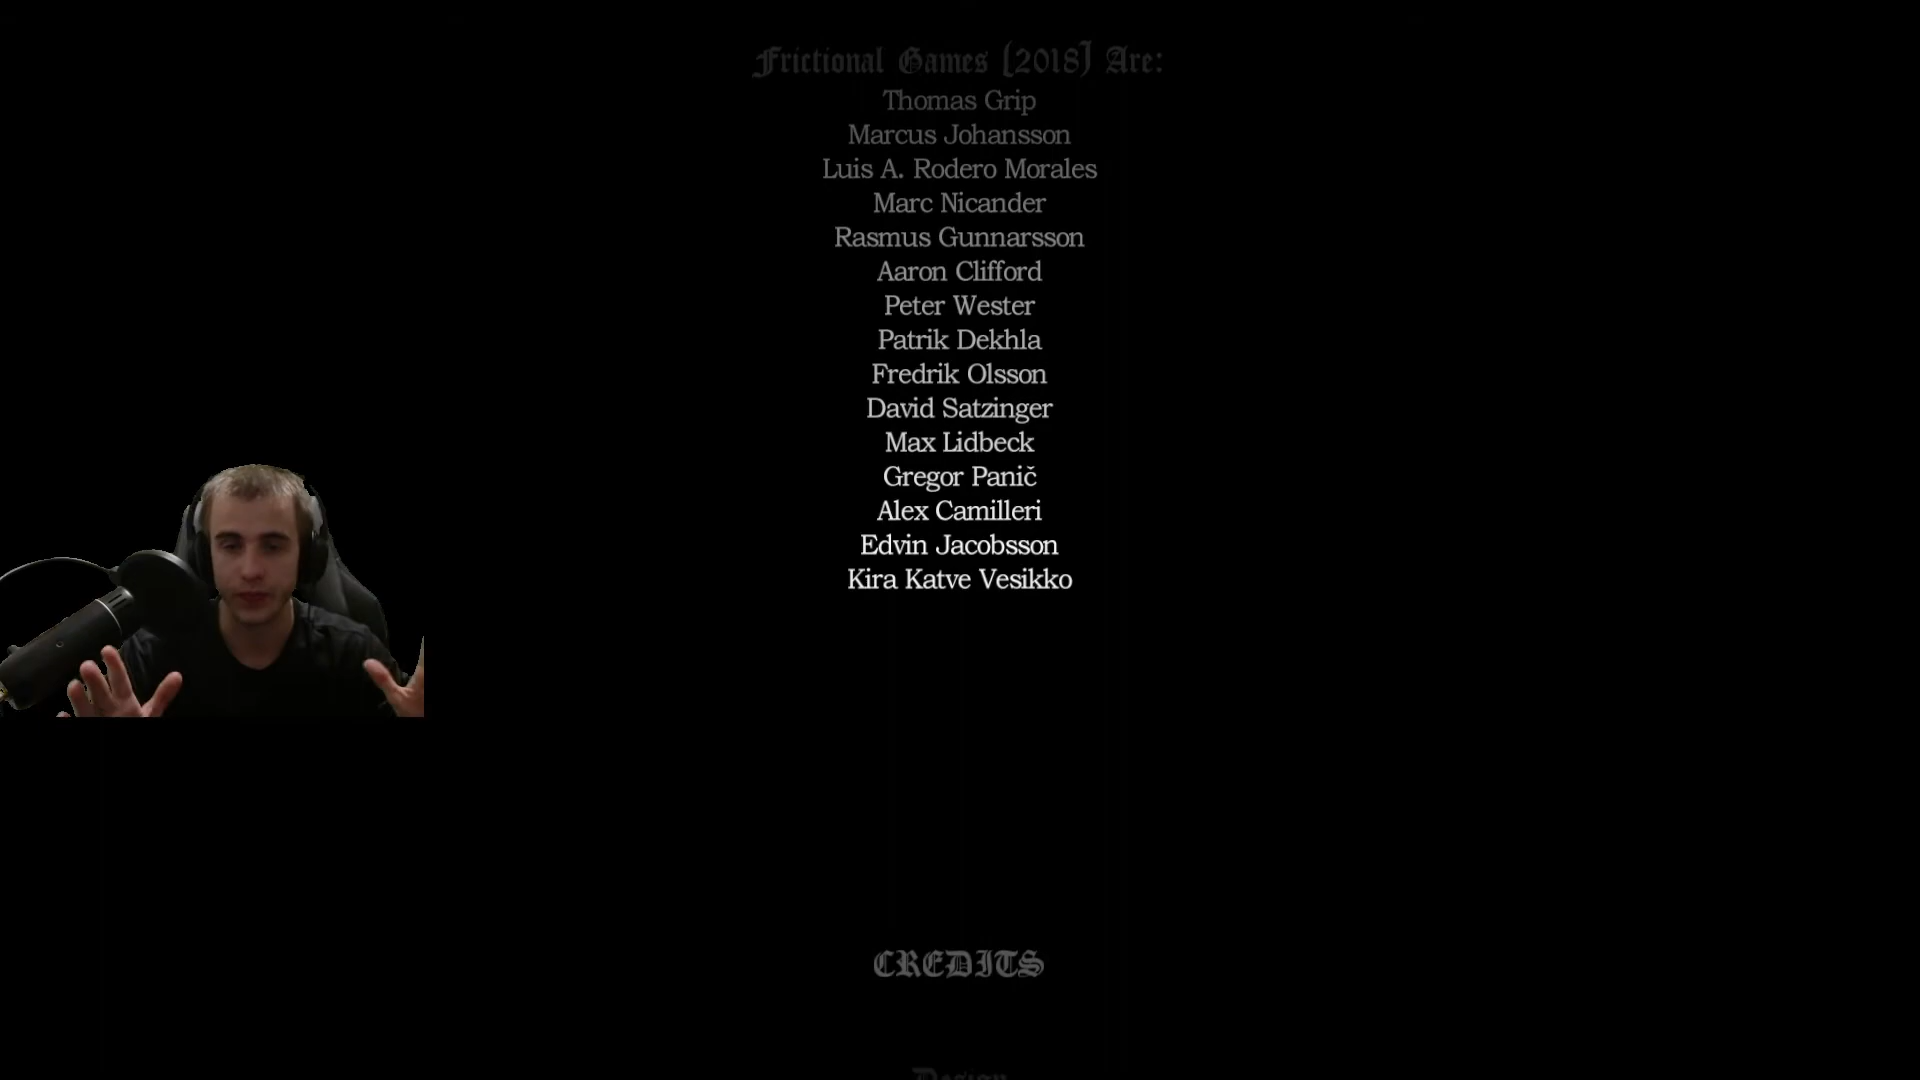 Frictional Games [2018] Are:
Thomas Grip
Marcus Johansson
Luis A. Rodero Morales
Marc Nicander
Rasmus Gunnarsson
Aaron Clifford
Peter Wester
Patrik Dekhla
Fredrik Olsson
David Satzinger
Max Lidbeck
Gregor Panič
Alex Camilleri
Edvin Jacobsson
Kira Katve Vesikko
CREDITS
Design